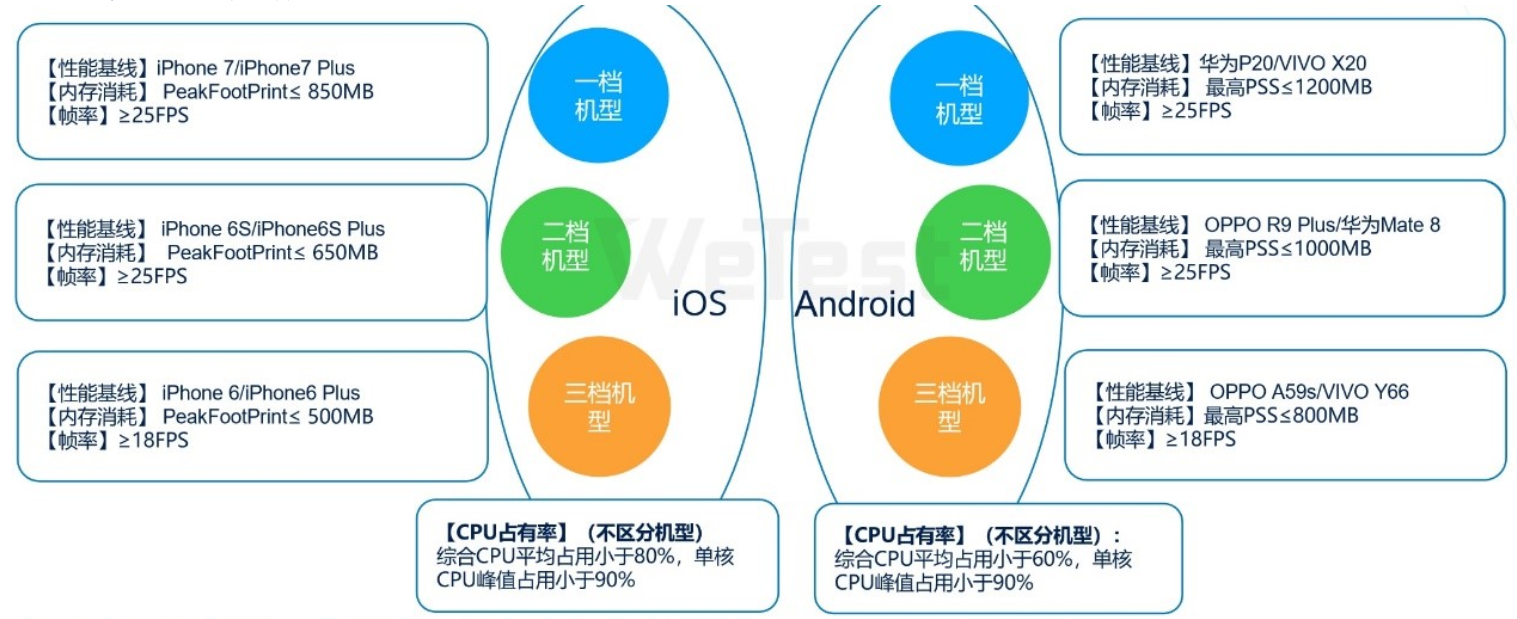 【性能基线】iPhone 7/iPhone7 Plus
【内存消耗】 PeakFootPrint≤ 850MB
【帧率】≥25FPS
一档
机型
一档
机型
【性能基线】华为P20/VIVO X20
【内存消耗】 最高PSS≤1200MB
【帧率】≥25FPS
【性能基线】 iPhone 6S/iPhone6S Plus
【内存消耗】 PeakFootPrint≤ 650MB
【帧率】≥25FPS
二档
机型
WeTest
iOS
Android
二档
机型
【性能基线】 OPPO R9 Plus/华为Mate 8
【内存消耗】 最高PSS≤1000MB
【帧率】≥25FPS
【性能基线】 iPhone 6/iPhone6 Plus
【内存消耗】 PeakFootPrint≤ 500MB
【帧率】≥18FPS
三档机
型
三档机
型
【性能基线】 OPPO A59s/VIVO Y66
【内存消耗】最高PSS≤800MB
【帧率】≥18FPS
【CPU占有率】（不区分机型）
综合CPU平均占用小于80%，单核
CPU峰值占用小于90%
【CPU占有率】（不区分机型）：
综合CPU平均占用小于60%，单核
CPU峰值占用小于90%